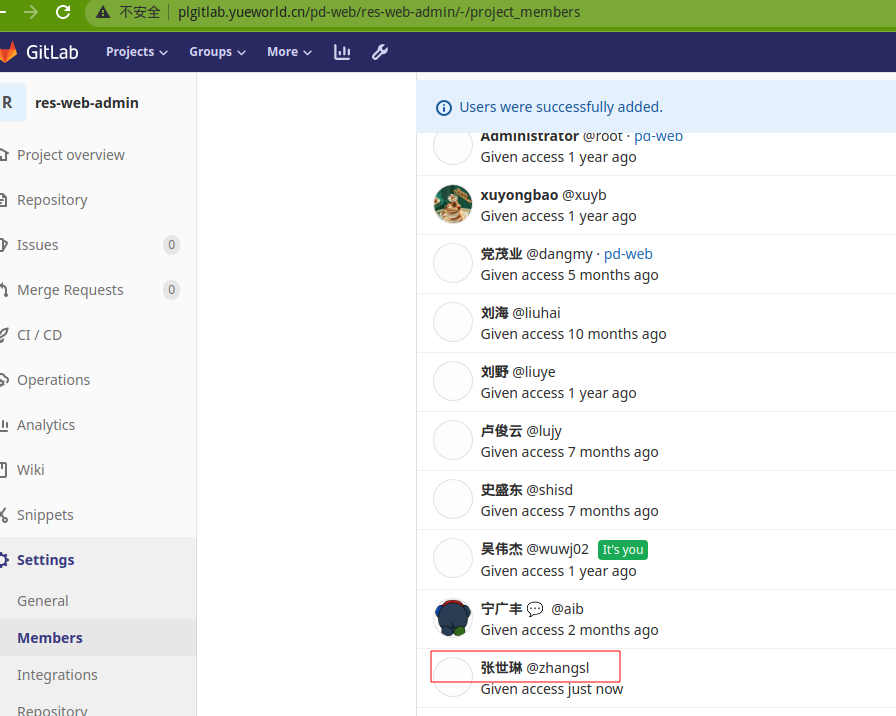 不安全 plgitlab.yueworld.cn/pd-web/res-web-admin/-/project_members
GitLab Projects Groups More
R res-web-admin
Project overview
Repository
Issues 0
Merge Requests 0
CI / CD
Operations
Analytics
Wiki
Snippets
Settings
General
Members
Integrations
Repository
Users were successfully added.
Administrator @root · pd-web
Given access 1 year ago
xuyongbao @xuyb
Given access 1 year ago
党茂业 @dangmy · pd-web
Given access 5 months ago
刘海 @liuhai
Given access 10 months ago
刘野 @liuye
Given access 1 year ago
卢俊云 @lujy
Given access 7 months ago
史盛东 @shisd
Given access 7 months ago
吴伟杰 @wuwj02 It's you
Given access 1 year ago
宁广丰 💬 @aib
Given access 2 months ago
张世琳 @zhangsl
Given access just now